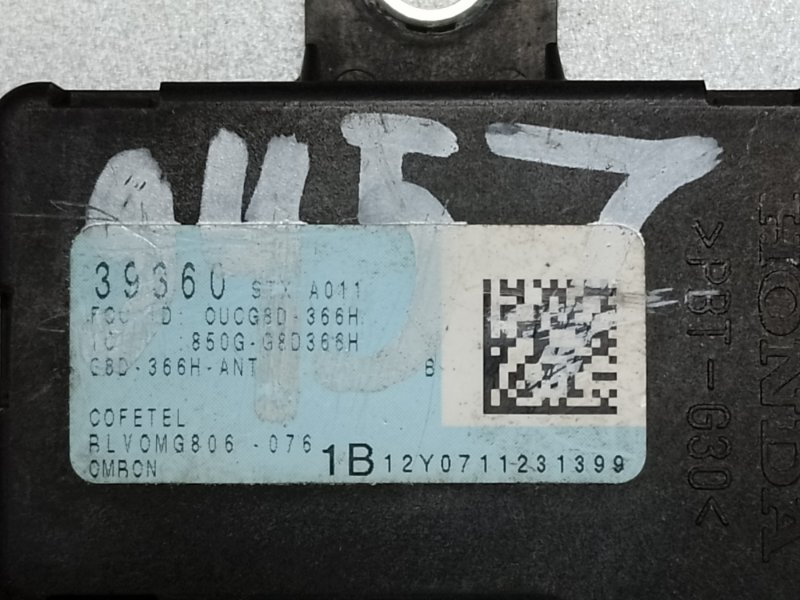 0457
39360 STX A011
FCC ID: OUCG8D-366H
IC :850G-G8D366H
G8D-366H-ANT B
COFETEL
RLVOMG806-076
OMRON 1B 12Y0711231399
HONDA
>PBT-G30<